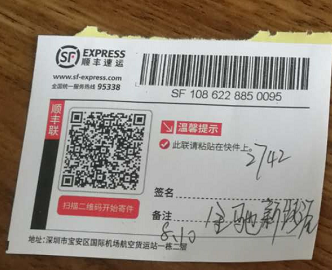 SF EXPRESS
顺丰速运
www.sf-express.com
全国统一服务热线 95338
SF 108 622 885 0095
顺丰联
温馨提示
此联请粘贴在快件上。
2742
扫描二维码开始寄件
签名
备注
8.10
地址:深圳市宝安区国际机场航空货运站一栋二层